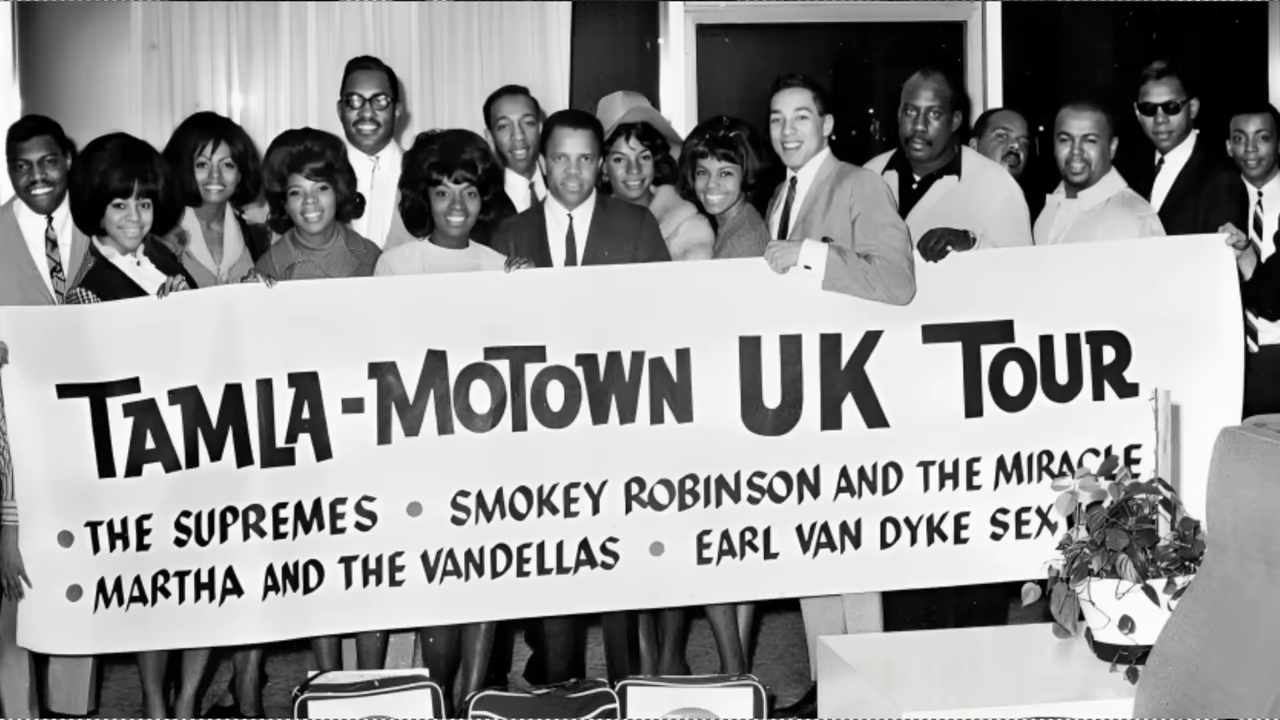 TAMLA-MOTOWN UK TOUR
• THE SUPREMES • SMOKEY ROBINSON AND THE MIRACLE
• MARTHA AND THE VANDELLAS • EARL VAN DYKE SEX